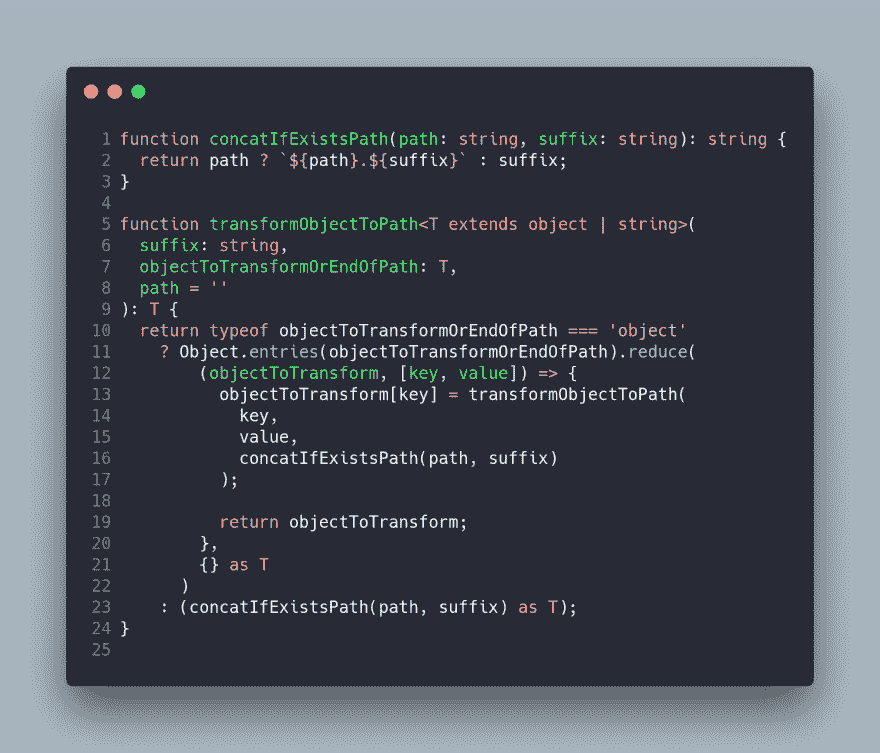 1 function concatIfExistsPath(path: string, suffix: string): string {
2   return path ? `${path}.${suffix}` : suffix;
3 }
4
5 function transformObjectToPath<T extends object | string>(
6   suffix: string,
7   objectToTransformOrEndOfPath: T,
8   path = ''
9 ): T {
10   return typeof objectToTransformOrEndOfPath === 'object'
11     ? Object.entries(objectToTransformOrEndOfPath).reduce(
12         (objectToTransform, [key, value]) => {
13           objectToTransform[key] = transformObjectToPath(
14             key,
15             value,
16             concatIfExistsPath(path, suffix)
17           );
18
19           return objectToTransform;
20         },
21         {} as T
22       )
23     : (concatIfExistsPath(path, suffix) as T);
24 }
25